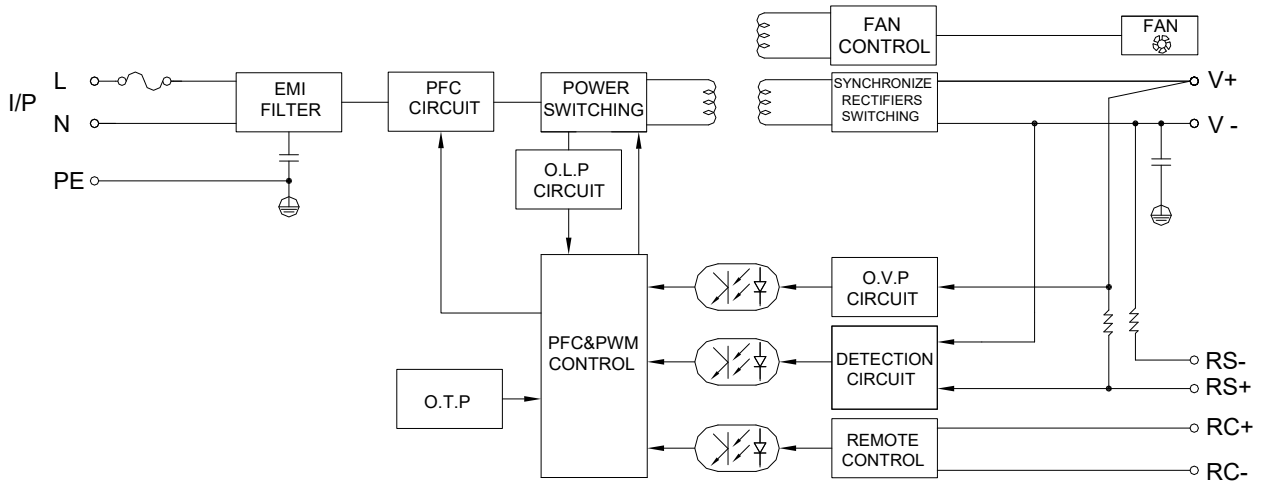 FAN
CONTROL
FAN
I/P
L
N
PE
EMI
FILTER
PFC
CIRCUIT
POWER
SWITCHING
SYNCHRONIZE
RECTIFIERS
SWITCHING
V+
V -
O.L.P
CIRCUIT
PFC&PWM
CONTROL
O.T.P
O.V.P
CIRCUIT
DETECTION
CIRCUIT
REMOTE
CONTROL
RS-
RS+
RC+
RC-